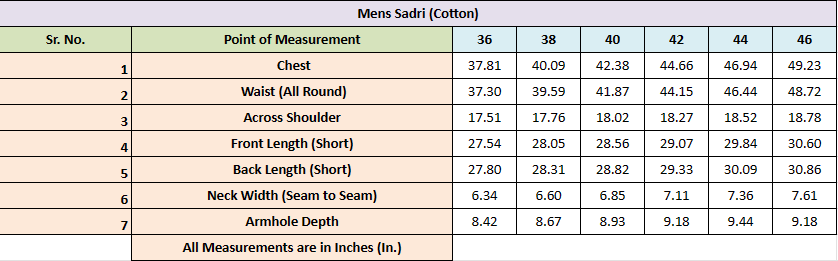 Mens Sadri (Cotton)
Sr. No. Point of Measurement 36 38 40 42 44 46
1 Chest 37.81 40.09 42.38 44.66 46.94 49.23
2 Waist (All Round) 37.30 39.59 41.87 44.15 46.44 48.72
3 Across Shoulder 17.51 17.76 18.02 18.27 18.52 18.78
4 Front Length (Short) 27.54 28.05 28.56 29.07 29.84 30.60
5 Back Length (Short) 27.80 28.31 28.82 29.33 30.09 30.86
6 Neck Width (Seam to Seam) 6.34 6.60 6.85 7.11 7.36 7.61
7 Armhole Depth 8.42 8.67 8.93 9.18 9.44 9.18
All Measurements are in Inches (In.)